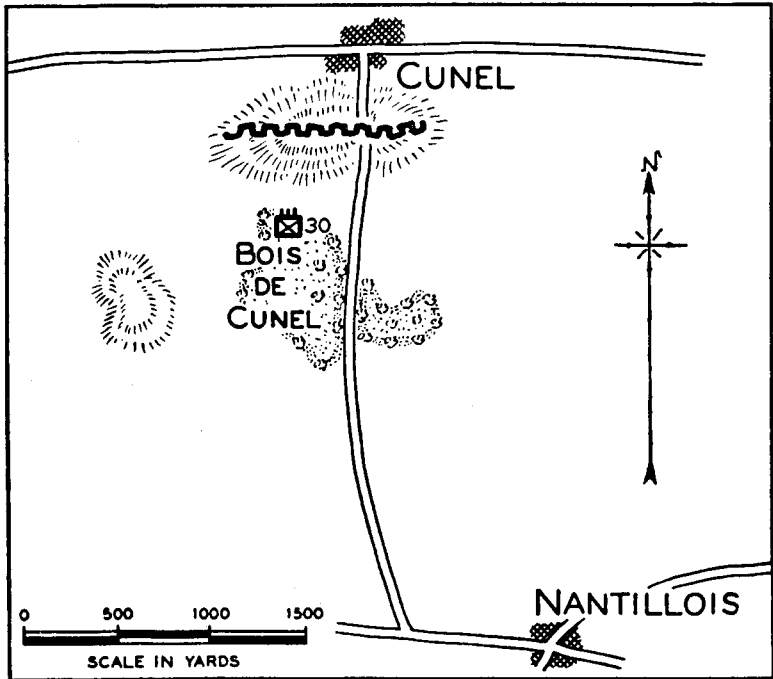 CUNEL
N
30
BOIS
DE
CUNEL
NANTILLOIS
0 500 1000 1500
SCALE IN YARDS